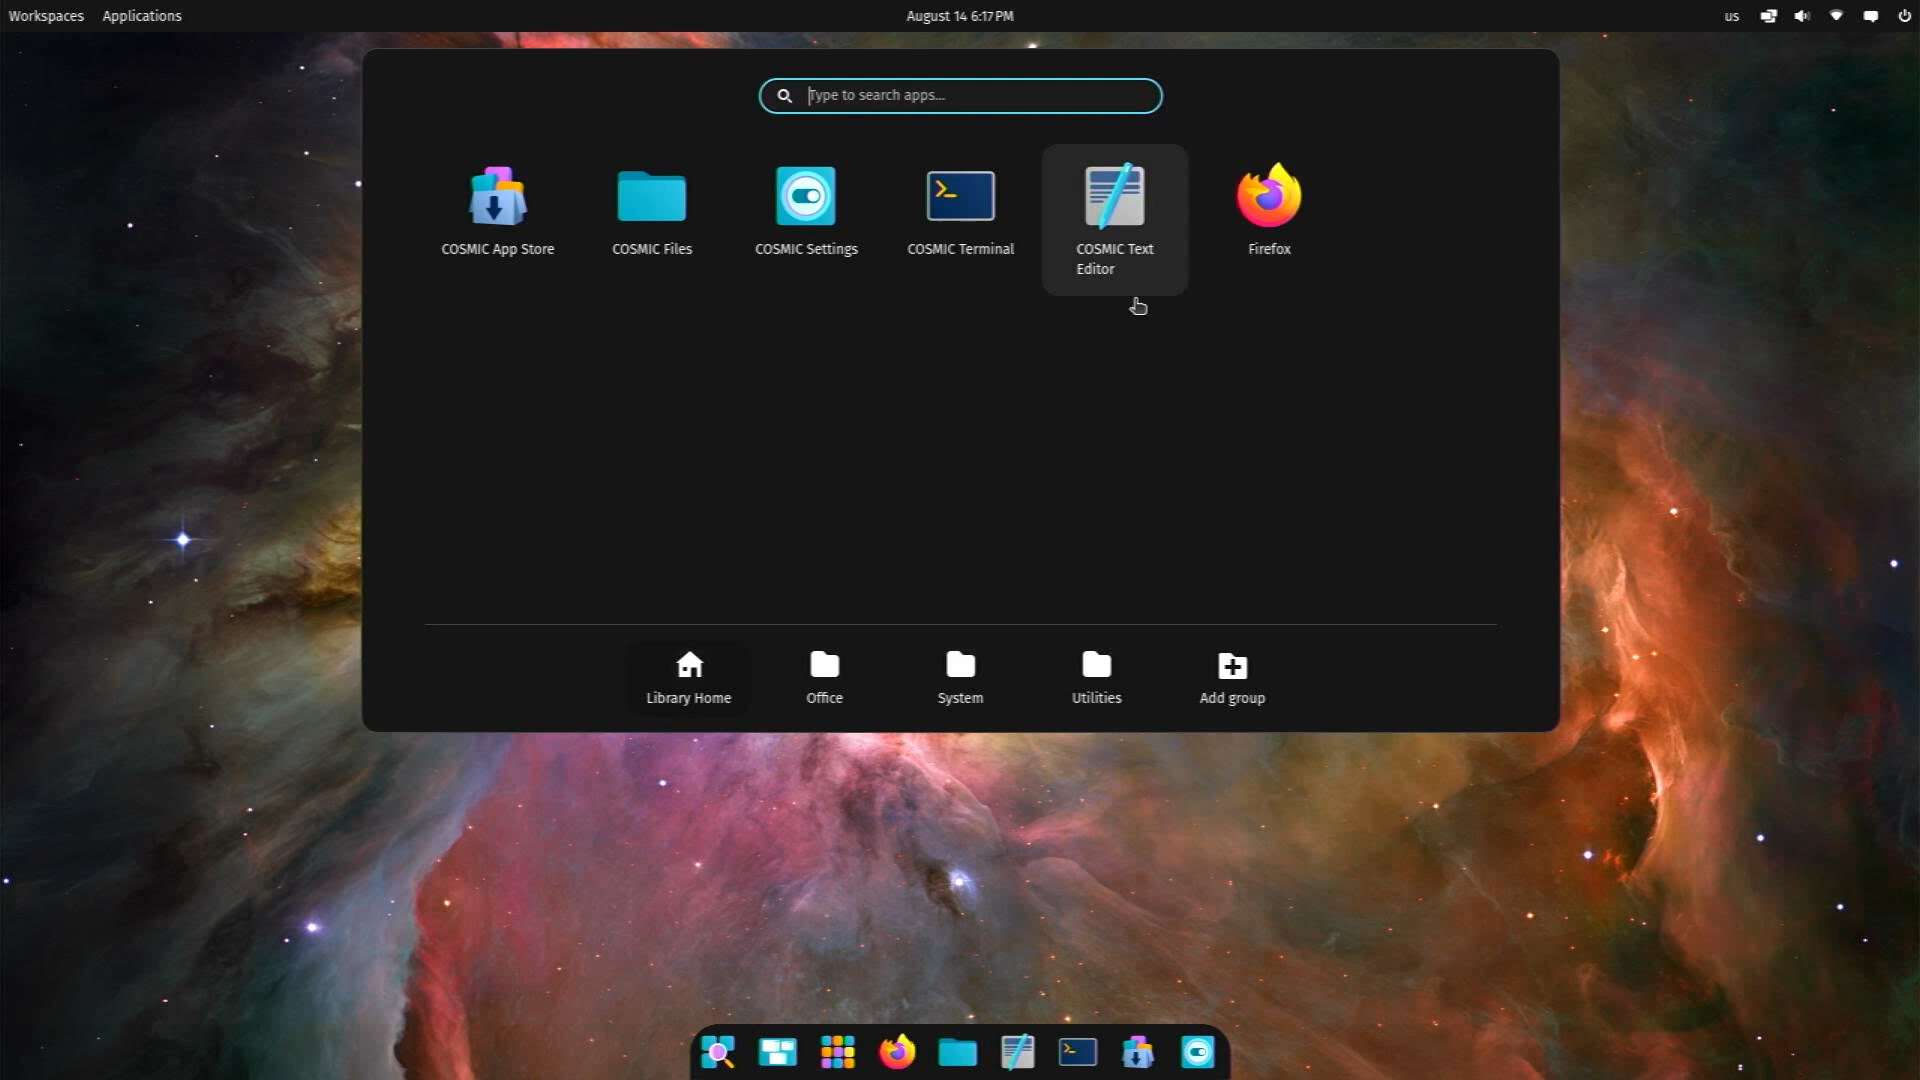 Workspaces Applications August 14 6:17 PM us
Type to search apps...
COSMIC App Store COSMIC Files COSMIC Settings COSMIC Terminal COSMIC Text Firefox
Editor
Library Home Office System Utilities Add group